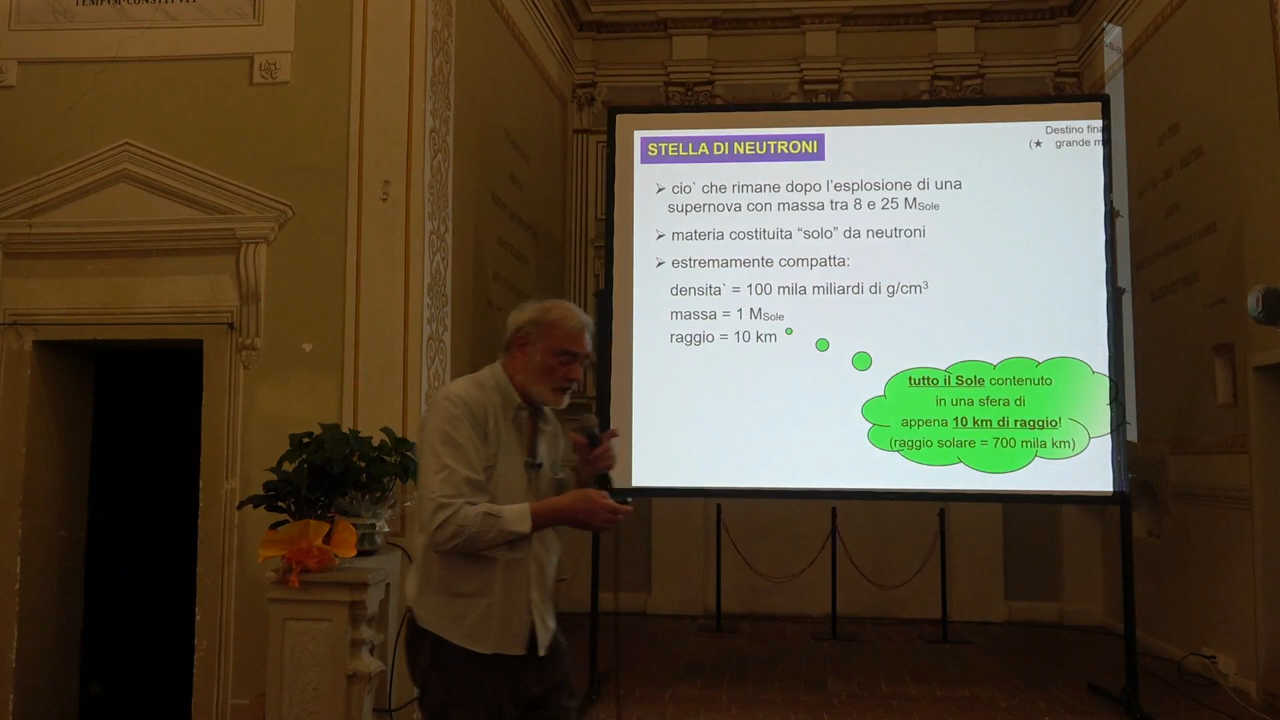 TEMPVM·CONSTITVIT
STELLA DI NEUTRONI
Destino fina
(★ grande m
➢ cio` che rimane dopo l'esplosione di una
supernova con massa tra 8 e 25 MSole
➢ materia costituita “solo” da neutroni
➢ estremamente compatta:
densita` = 100 mila miliardi di g/cm³
massa = 1 MSole
raggio = 10 km
tutto il Sole contenuto
in una sfera di
appena 10 km di raggio!
(raggio solare = 700 mila km)